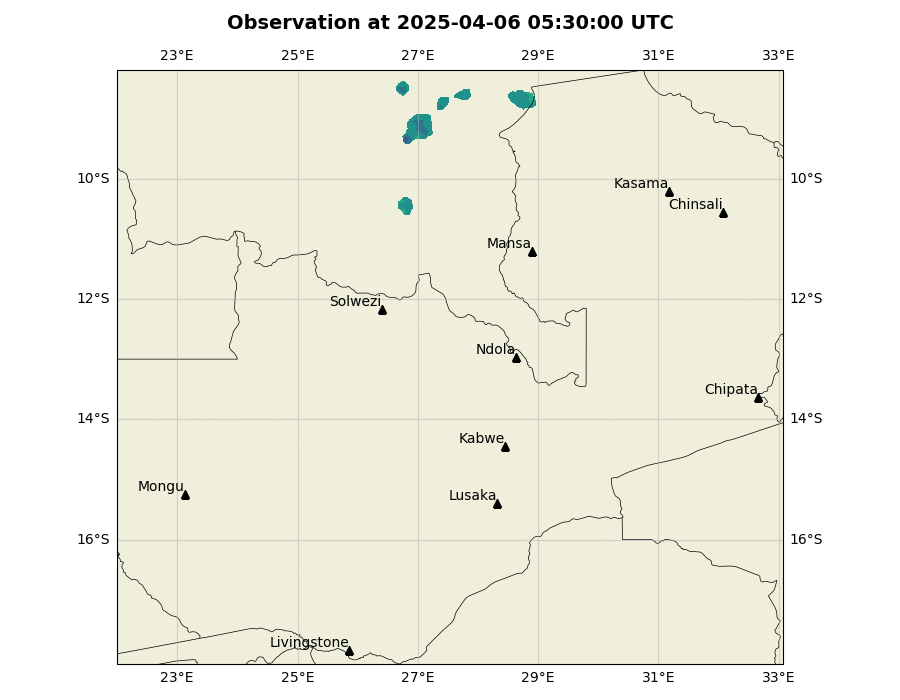 Observation at 2025-04-06 05:30:00 UTC
23°E 25°E 27°E 29°E 31°E 33°E
10°S 10°S
Kasama
Chinsali
Mansa
12°S 12°S
Solwezi
Ndola
Chipata
14°S 14°S
Kabwe
Mongu
Lusaka
16°S 16°S
Livingstone
23°E 25°E 27°E 29°E 31°E 33°E